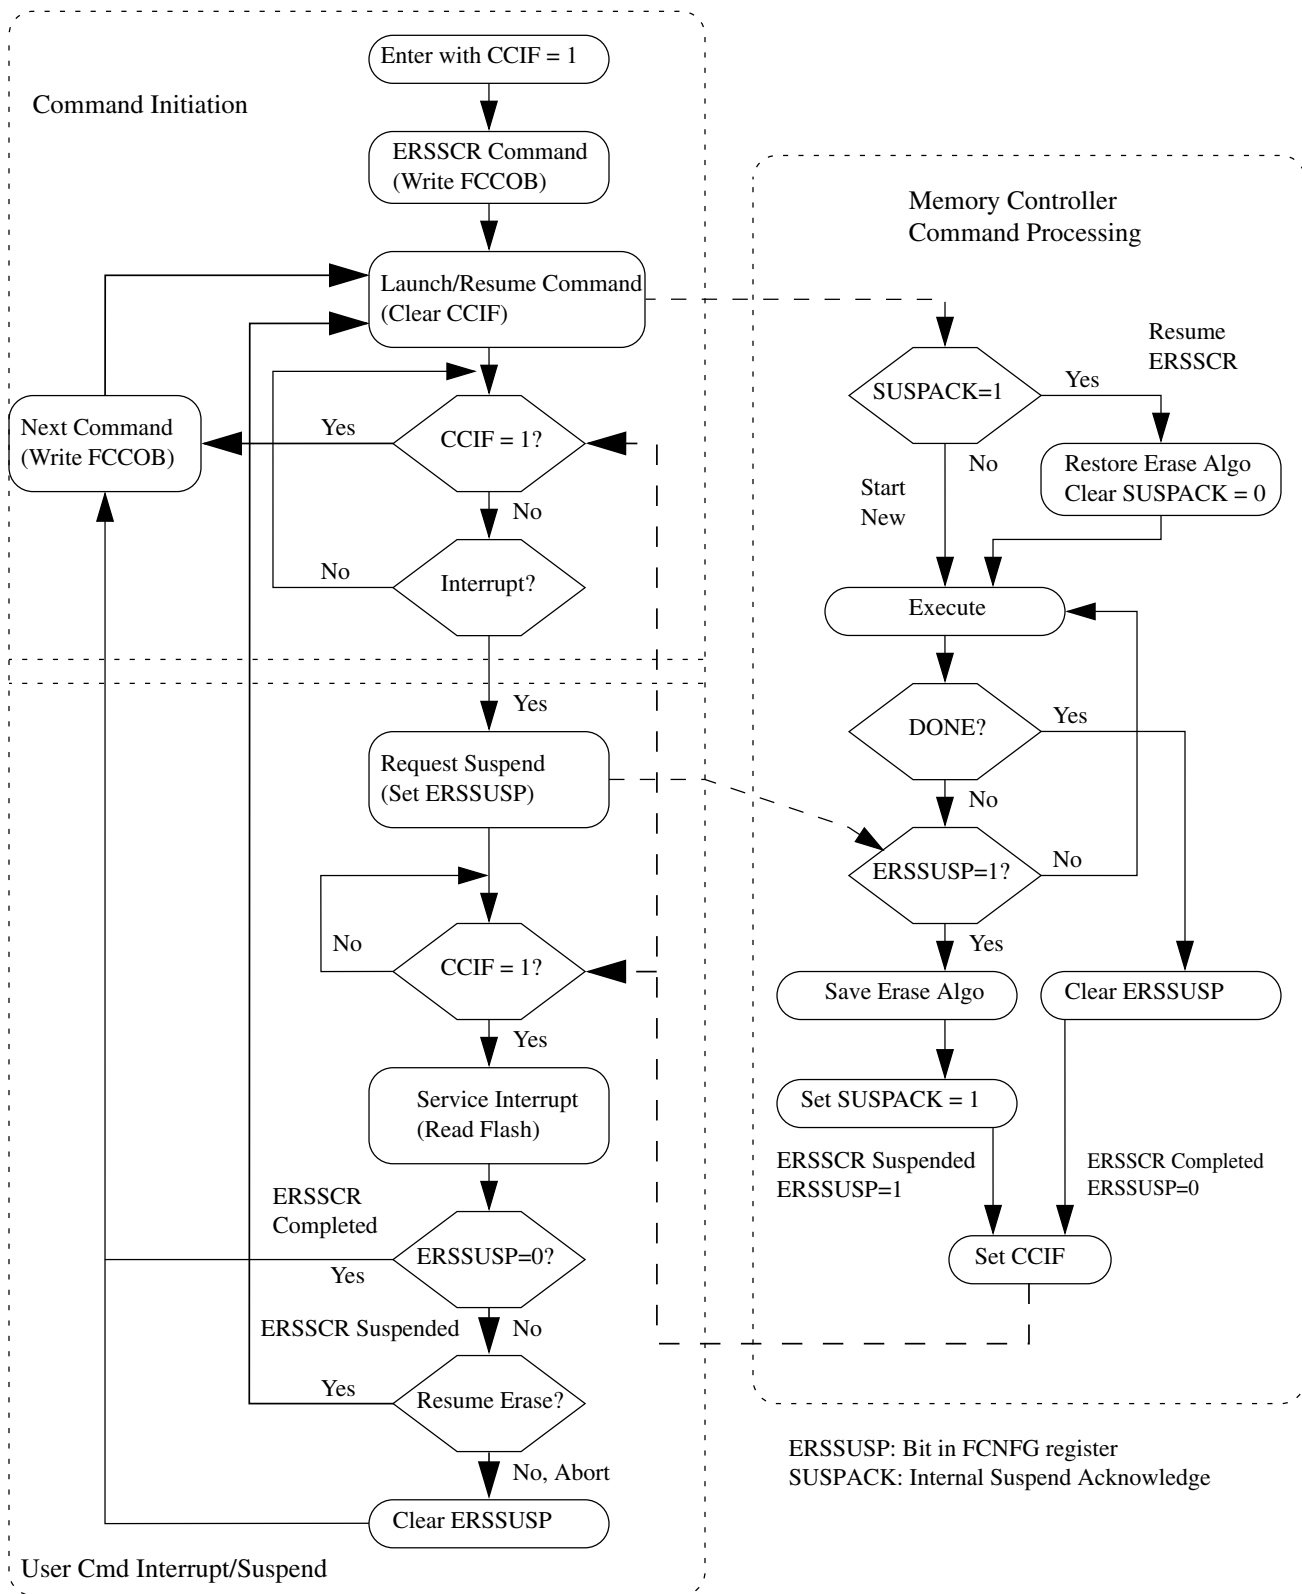 Enter with CCIF = 1
Command Initiation
ERSSCR Command
(Write FCCOB)
Launch/Resume Command
(Clear CCIF)
Next Command
(Write FCCOB)
Yes
CCIF = 1?
No
No
Interrupt?
Yes
Request Suspend
(Set ERSSUSP)
No
CCIF = 1?
Yes
Service Interrupt
(Read Flash)
ERSSCR
Completed
ERSSUSP=0?
Yes
ERSSCR Suspended
No
Yes
Resume Erase?
No, Abort
Clear ERSSUSP
User Cmd Interrupt/Suspend
Memory Controller
Command Processing
Resume
ERSSCR
SUSPACK=1
Yes
No
Restore Erase Algo
Clear SUSPACK = 0
Start
New
Execute
DONE?
Yes
No
ERSSUSP=1?
No
Yes
Save Erase Algo
Clear ERSSUSP
Set SUSPACK = 1
ERSSCR Suspended
ERSSUSP=1
ERSSCR Completed
ERSSUSP=0
Set CCIF
ERSSUSP: Bit in FCNFG register
SUSPACK: Internal Suspend Acknowledge